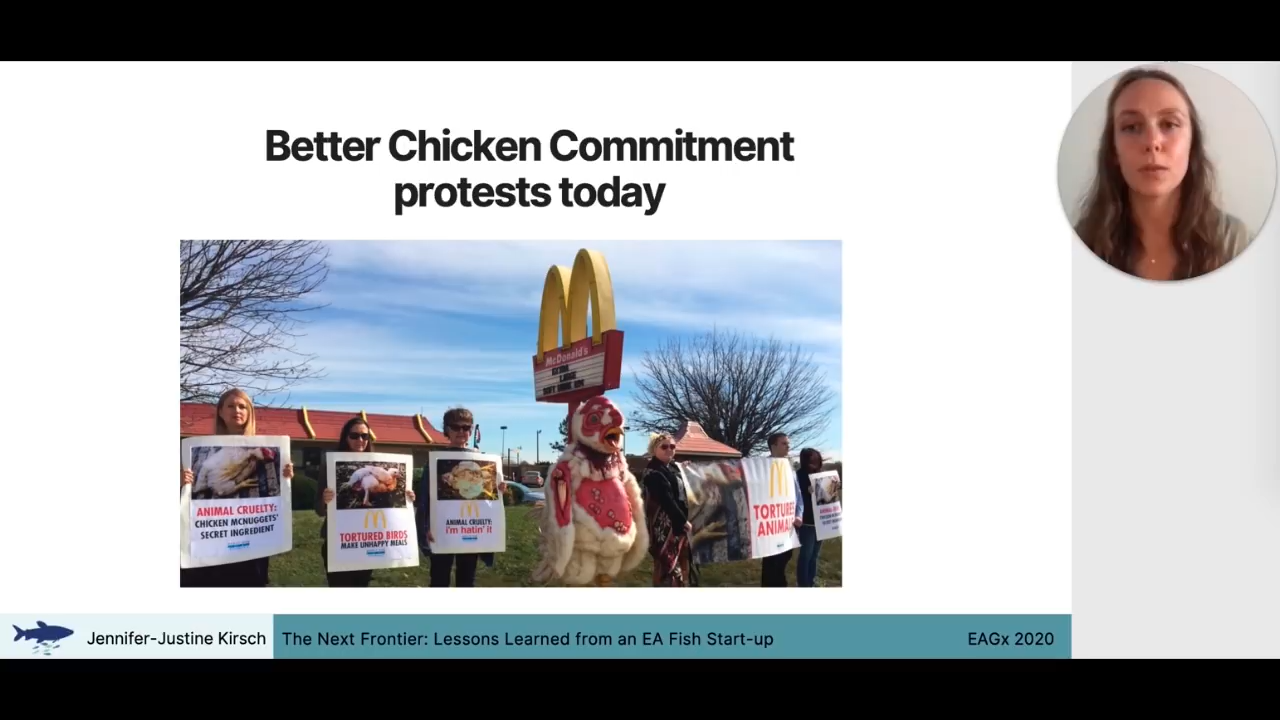 Better Chicken Commitment
protests today
McDonald's
ANIMAL CRUELTY:
CHICKEN MCNUGGETS'
SECRET INGREDIENT
TORTURED BIRDS
MAKE UNHAPPY MEALS
ANIMAL CRUELTY:
i'm hatin' it
TORTURED
ANIMALS
Jennifer-Justine Kirsch
The Next Frontier: Lessons Learned from an EA Fish Start-up
EAGx 2020